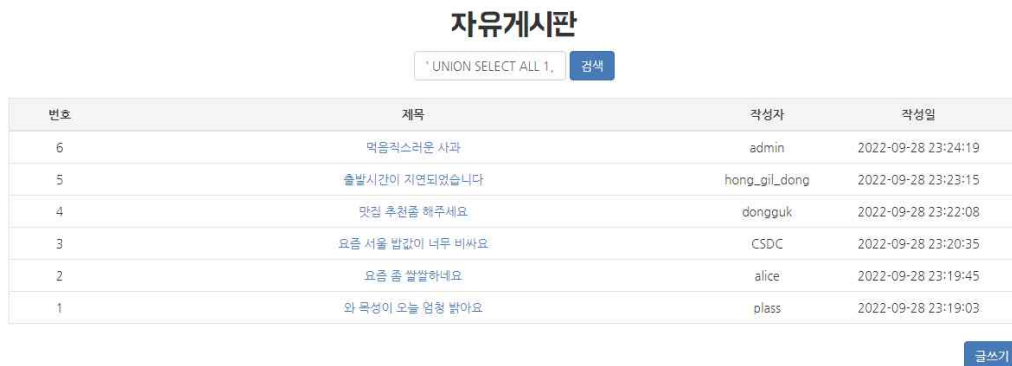 자유게시판
' UNION SELECT ALL 1, 검색
번호 제목 작성자 작성일
6 먹음직스러운 사과 admin 2022-09-28 23:24:19
5 출발시간이 지연되었습니다 hong_gil_dong 2022-09-28 23:23:15
4 맛집 추천좀 해주세요 dongguk 2022-09-28 23:22:08
3 요즘 서울 밥값이 너무 비싸요 CSDC 2022-09-28 23:20:35
2 요즘 좀 쌀쌀하네요 alice 2022-09-28 23:19:45
1 와 목성이 오늘 엄청 밝아요 plass 2022-09-28 23:19:03
글쓰기